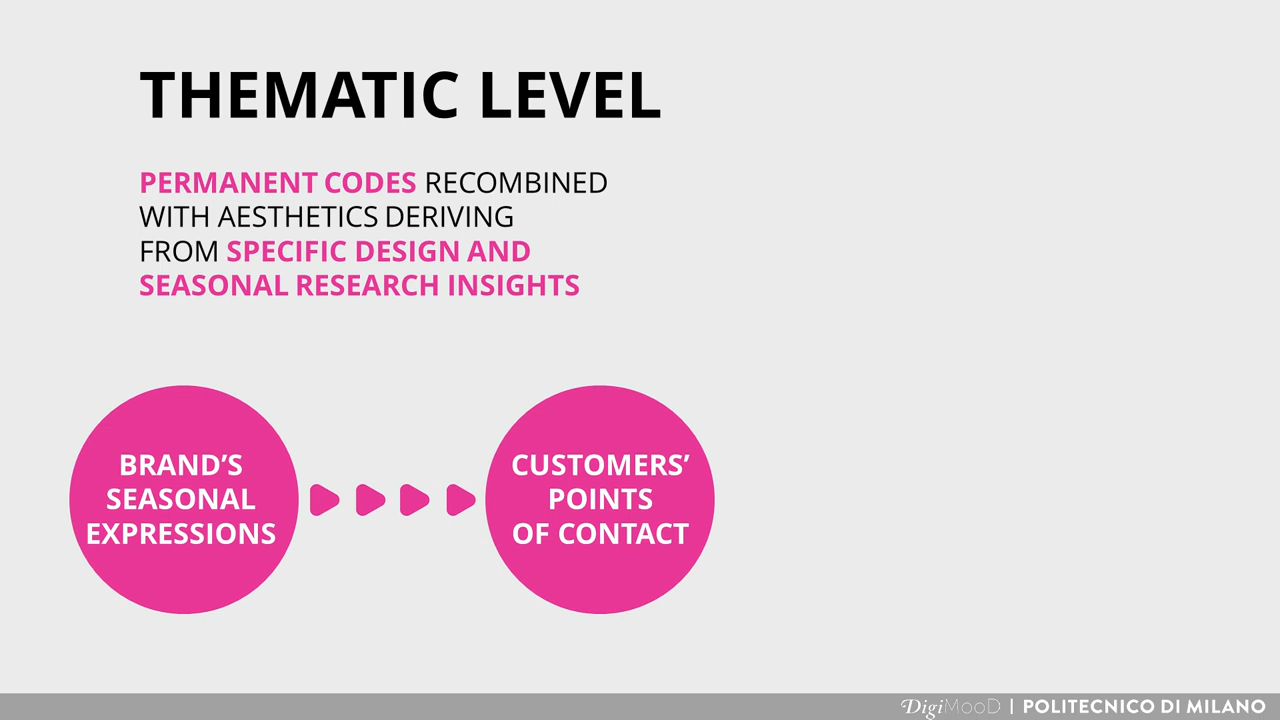 THEMATIC LEVEL
PERMANENT CODES RECOMBINED
WITH AESTHETICS DERIVING
FROM SPECIFIC DESIGN AND
SEASONAL RESEARCH INSIGHTS
BRAND’S
SEASONAL
EXPRESSIONS
CUSTOMERS’
POINTS
OF CONTACT
DigiMooD | POLITECNICO DI MILANO